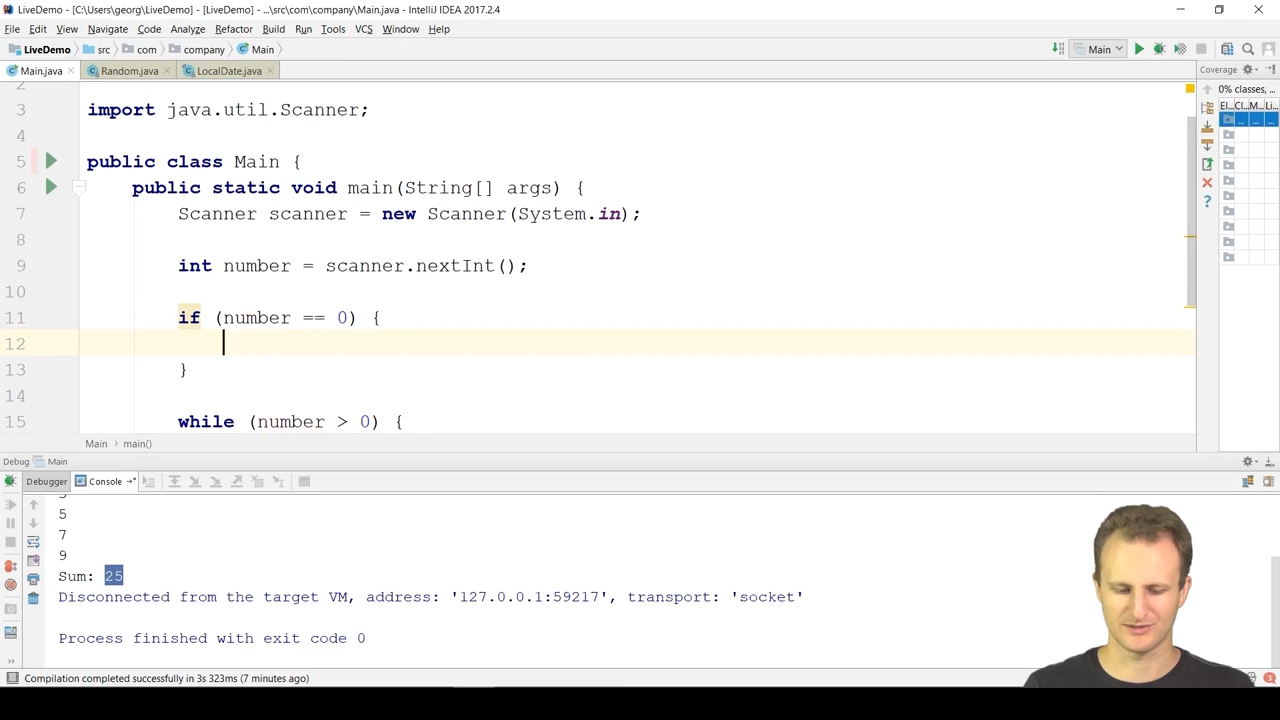 LiveDemo - [C:\Users\georg\LiveDemo] - [LiveDemo] - ...\src\com\company\Main.java - IntelliJ IDEA 2017.2.4
File Edit View Navigate Code Analyze Refactor Build Run Tools VCS Window Help
LiveDemo src com company Main Main
Main.java Random.java LocalDate.java Coverage
0% classes, ...
El... Cl... M... Li...
2
3 import java.util.Scanner;
4
5 public class Main {
6 public static void main(String[] args) {
7 Scanner scanner = new Scanner(System.in);
8
9 int number = scanner.nextInt();
10
11 if (number == 0) {
12
13 }
14
15 while (number > 0) {
Main main()
Debug Main
Debugger Console
5
7
9
Sum: 25
Disconnected from the target VM, address: '127.0.0.1:59217', transport: 'socket'
Process finished with exit code 0
Compilation completed successfully in 3s 323ms (7 minutes ago) 3